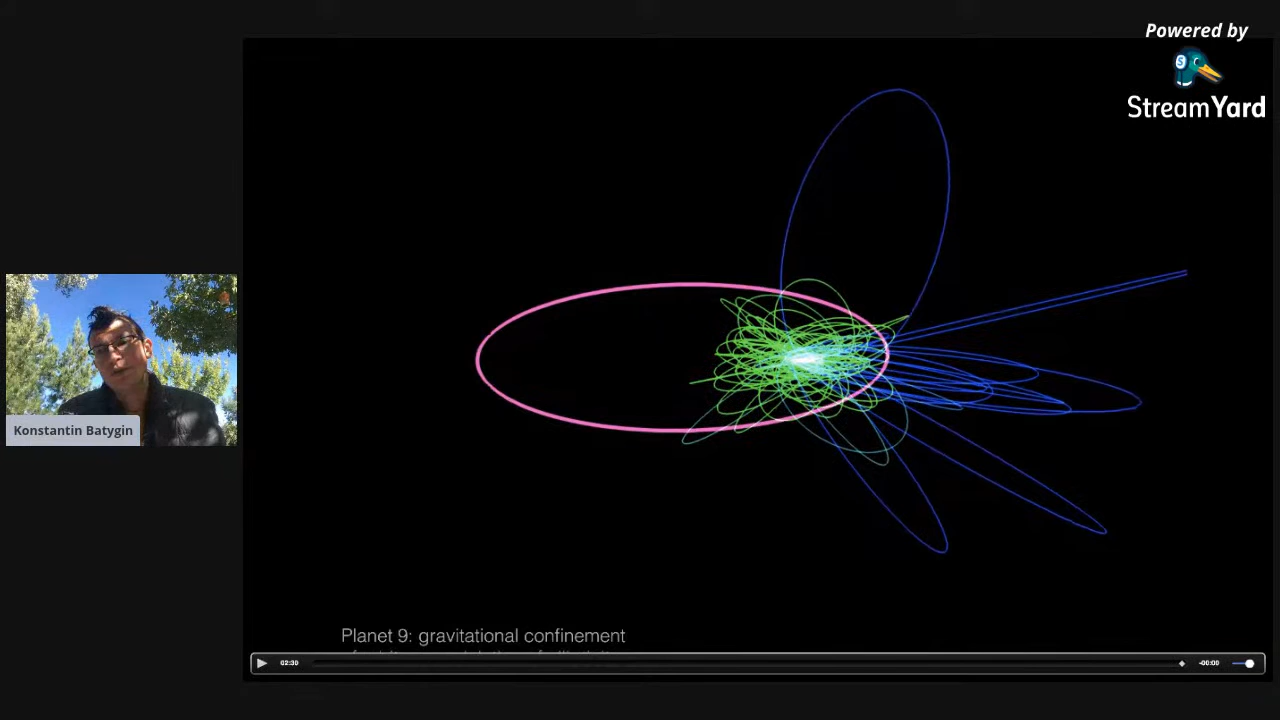 Powered by
S
StreamYard
Konstantin Batygin
Planet 9: gravitational confinement
02:30
-00:00